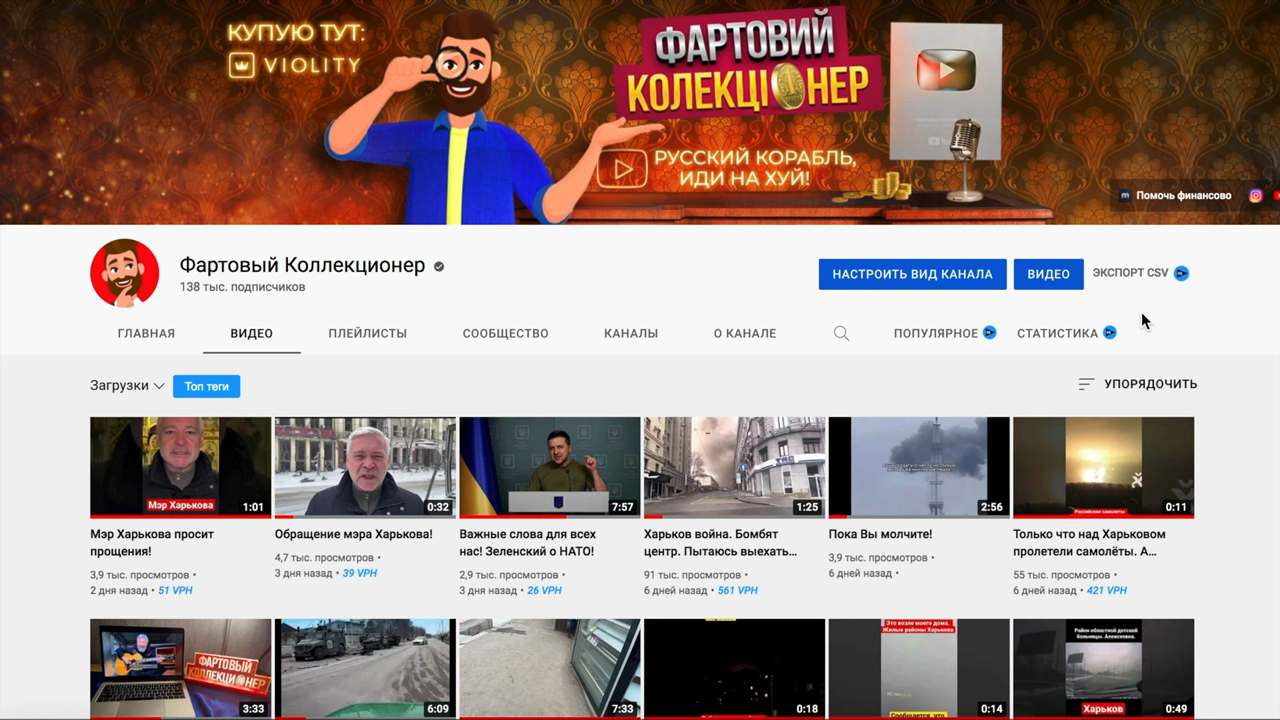 КУПУЮ ТУТ:
VIOLITY
ФАРТОВИЙ
КОЛЕКЦІОНЕР
РУССКИЙ КОРАБЛЬ,
ИДИ НА ХУЙ!
Помочь финансово
Фартовый Коллекционер
138 тыс. подписчиков
НАСТРОИТЬ ВИД КАНАЛА
ВИДЕО
ЭКСПОРТ CSV
ГЛАВНАЯ
ВИДЕО
ПЛЕЙЛИСТЫ
СООБЩЕСТВО
КАНАЛЫ
О КАНАЛЕ
ПОПУЛЯРНОЕ
СТАТИСТИКА
Загрузки
Топ теги
УПОРЯДОЧИТЬ
Мэр Харькова
1:01
0:32
7:57
1:25
2:56
Российские самолеты
0:11
Мэр Харькова просит
прощения!
3,9 тыс. просмотров •
2 дня назад • 51 VPH
Обращение мэра Харькова!
4,7 тыс. просмотров •
3 дня назад • 39 VPH
Важные слова для всех
нас! Зеленский о НАТО!
2,9 тыс. просмотров •
3 дня назад • 26 VPH
Харьков война. Бомбят
центр. Пытаюсь выехать...
91 тыс. просмотров •
6 дней назад • 561 VPH
Пока Вы молчите!
3,9 тыс. просмотров •
6 дней назад •
Только что над Харьковом
пролетели самолёты. А...
55 тыс. просмотров •
6 дней назад • 421 VPH
ФАРТОВЫЙ
КОЛЛЕКЦИОНЕР
3:33
6:09
7:33
0:18
Это возле моего дома.
Жилые районы Харькова
0:14
Район областной детской
больницы. Алексеевка.
Харьков
0:49